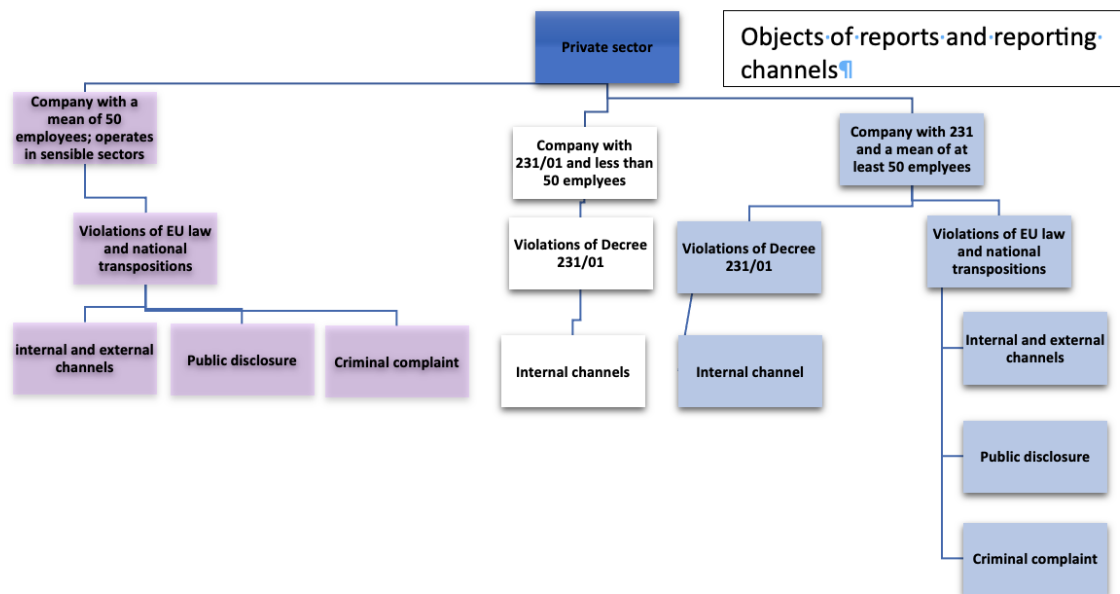 Private sector
Objects of reports and reporting
channels¶
Company with a
mean of 50
employees; operates
in sensible sectors
Company with
231/01 and less than
50 emplyees
Company with 231
and a mean of at
least 50 emplyees
Violations of EU law
and national
transpositions
Violations of Decree
231/01
Violations of Decree
231/01
Violations of EU law
and national
transpositions
internal and external
channels
Public disclosure
Criminal complaint
Internal channels
Internal channel
Internal and external
channels
Public disclosure
Criminal complaint